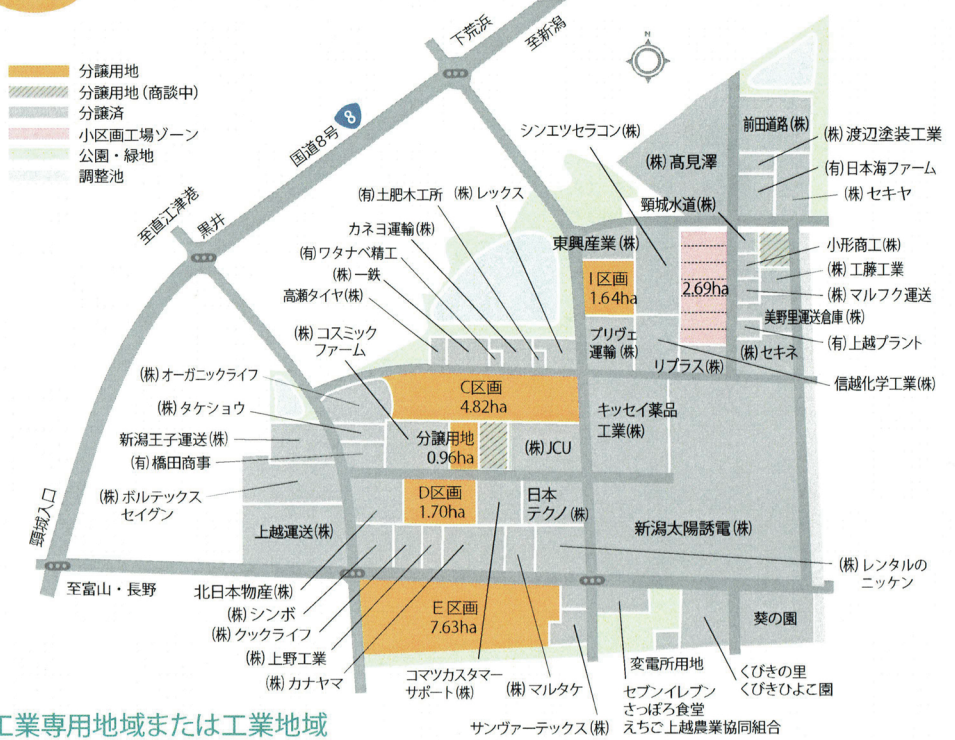 分譲用地
分譲用地（商談中）
分譲済
小区画工場ゾーン
公園・緑地
調整池
下荒浜
至新潟
N
国道8号
8
至直江津港
黒井
頸城入口
至富山・長野
シンエツセラコン(株)
(株)髙見澤
前田道路(株)
(株)渡辺塗装工業
(有)日本海ファーム
(株)セキヤ
頸城水道(株)
(有)土肥木工所
(株)レックス
カネヨ運輸(株)
(有)ワタナベ精工
(株)一鉄
高瀬タイヤ(株)
東興産業(株)
I区画
1.64ha
2.69ha
小形商工(株)
(株)工藤工業
(株)マルフク運送
美野里運送倉庫(株)
(有)上越プラント
(株)セキネ
プリヴェ
運輸(株)
リプラス(株)
信越化学工業(株)
(株)コスミック
ファーム
(株)オーガニックライフ
(株)タケショウ
新潟王子運送(株)
(有)橋田商事
(株)ボルテックス
セイグン
上越運送(株)
C区画
4.82ha
分譲用地
0.96ha
(株)JCU
キッセイ薬品
工業(株)
D区画
1.70ha
日本
テクノ(株)
新潟太陽誘電(株)
(株)レンタルの
ニッケン
北日本物産(株)
(株)シンボ
(株)クックライフ
(株)上野工業
(株)カナヤマ
E区画
7.63ha
コマツカスタマー
サポート(株)
(株)マルタケ
サンヴァーテックス(株)
変電所用地
セブンイレブン
さっぽろ食堂
えちご上越農業協同組合
葵の園
くびきの里
くびきひよこ園
工業専用地域または工業地域